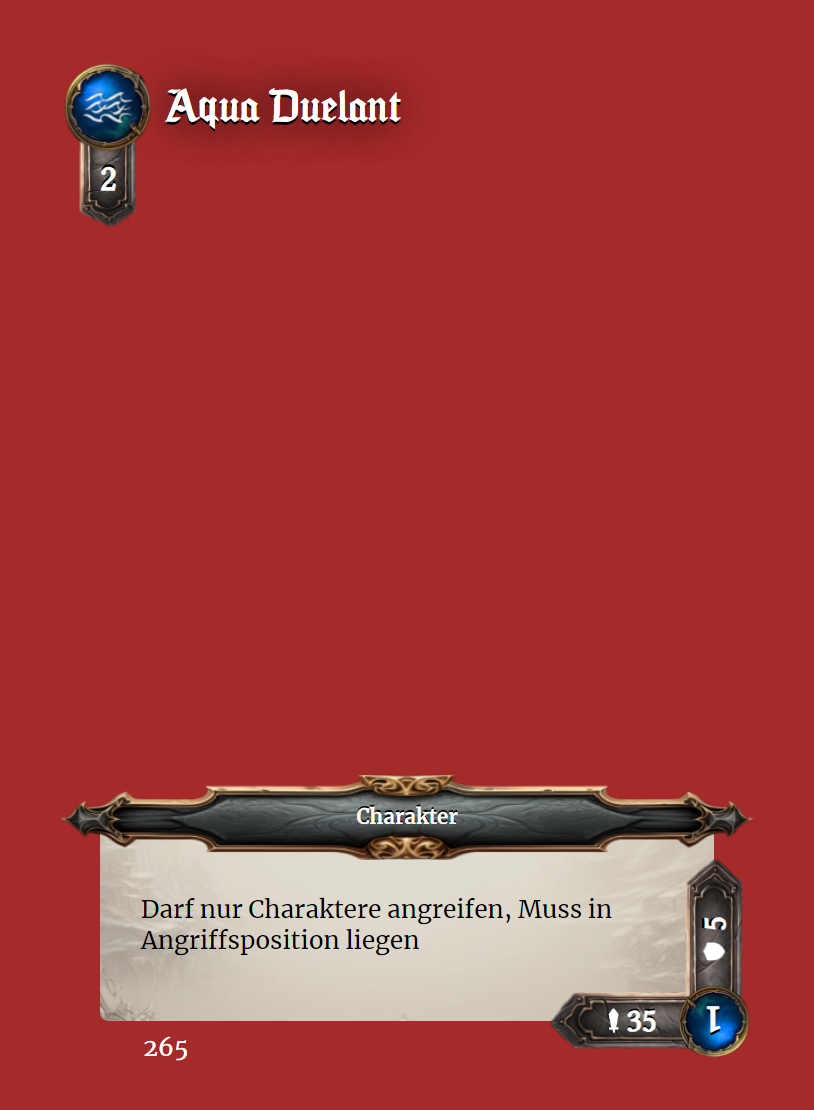 Aqua Duelant
2
Charakter
Darf nur Charaktere angreifen, Muss in
Angriffsposition liegen
5
35
1
265